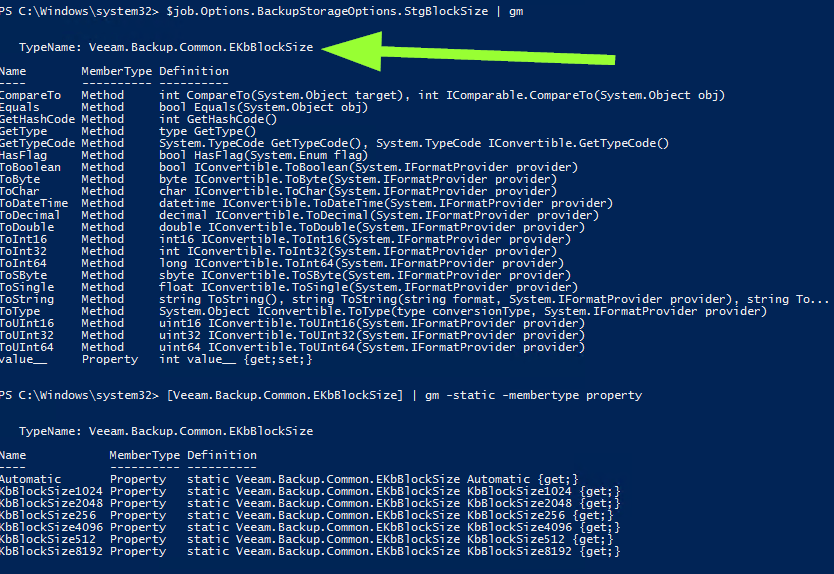 PS C:\Windows\system32> $job.Options.BackupStorageOptions.StgBlockSize | gm
TypeName: Veeam.Backup.Common.EKbBlockSize
Name MemberType Definition
---- ---------- ----------
CompareTo Method int CompareTo(System.Object target), int IComparable.CompareTo(System.Object obj)
Equals Method bool Equals(System.Object obj)
GetHashCode Method int GetHashCode()
GetType Method type GetType()
GetTypeCode Method System.TypeCode GetTypeCode(), System.TypeCode IConvertible.GetTypeCode()
HasFlag Method bool HasFlag(System.Enum flag)
ToBoolean Method bool IConvertible.ToBoolean(System.IFormatProvider provider)
ToByte Method byte IConvertible.ToByte(System.IFormatProvider provider)
ToChar Method char IConvertible.ToChar(System.IFormatProvider provider)
ToDateTime Method datetime IConvertible.ToDateTime(System.IFormatProvider provider)
ToDecimal Method decimal IConvertible.ToDecimal(System.IFormatProvider provider)
ToDouble Method double IConvertible.ToDouble(System.IFormatProvider provider)
ToInt16 Method int16 IConvertible.ToInt16(System.IFormatProvider provider)
ToInt32 Method int IConvertible.ToInt32(System.IFormatProvider provider)
ToInt64 Method long IConvertible.ToInt64(System.IFormatProvider provider)
ToSByte Method sbyte IConvertible.ToSByte(System.IFormatProvider provider)
ToSingle Method float IConvertible.ToSingle(System.IFormatProvider provider)
ToString Method string ToString(), string ToString(string format, System.IFormatProvider provider), string To...
ToType Method System.Object IConvertible.ToType(type conversionType, System.IFormatProvider provider)
ToUInt16 Method uint16 IConvertible.ToUInt16(System.IFormatProvider provider)
ToUInt32 Method uint32 IConvertible.ToUInt32(System.IFormatProvider provider)
ToUInt64 Method uint64 IConvertible.ToUInt64(System.IFormatProvider provider)
value__ Property int value__ {get;set;}
PS C:\Windows\system32> [Veeam.Backup.Common.EKbBlockSize] | gm -static -membertype property
TypeName: Veeam.Backup.Common.EKbBlockSize
Name MemberType Definition
---- ---------- ----------
Automatic Property static Veeam.Backup.Common.EKbBlockSize Automatic {get;}
KbBlockSize1024 Property static Veeam.Backup.Common.EKbBlockSize KbBlockSize1024 {get;}
KbBlockSize2048 Property static Veeam.Backup.Common.EKbBlockSize KbBlockSize2048 {get;}
KbBlockSize256 Property static Veeam.Backup.Common.EKbBlockSize KbBlockSize256 {get;}
KbBlockSize4096 Property static Veeam.Backup.Common.EKbBlockSize KbBlockSize4096 {get;}
KbBlockSize512 Property static Veeam.Backup.Common.EKbBlockSize KbBlockSize512 {get;}
KbBlockSize8192 Property static Veeam.Backup.Common.EKbBlockSize KbBlockSize8192 {get;}